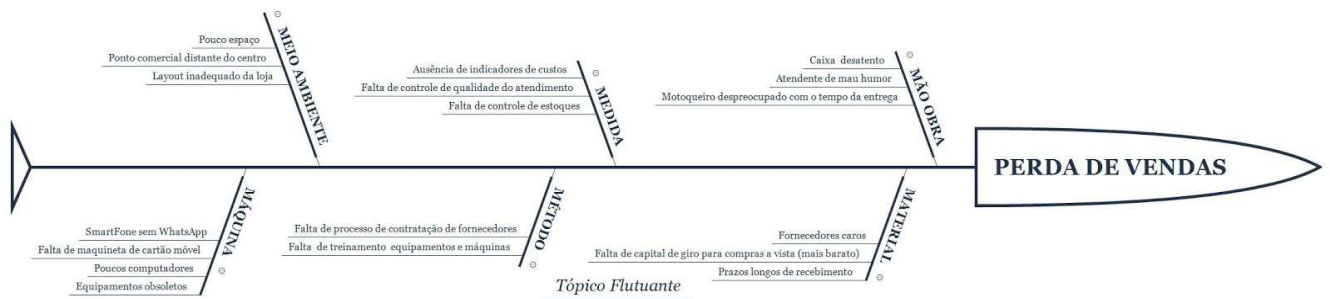 Pouco espaço
Ponto comercial distante do centro
Layout inadequado da loja
MEIO AMBIENTE
Ausência de indicadores de custos
Falta de controle de qualidade do atendimento
Falta de controle de estoques
MEDIDA
Caixa desatento
Atendente de mau humor
Motoqueiro despreocupado com o tempo da entrega
MÃO OBRA
PERDA DE VENDAS
SmartFone sem WhatsApp
Falta de maquineta de cartão móvel
Poucos computadores
Equipamentos obsoletos
MÁQUINA
Falta de processo de contratação de fornecedores
Falta de treinamento equipamentos e máquinas
MÉTODO
Fornecedores caros
Falta de capital de giro para compras a vista (mais barato)
Prazos longos de recebimento
MATERIAL
Tópico Flutuante